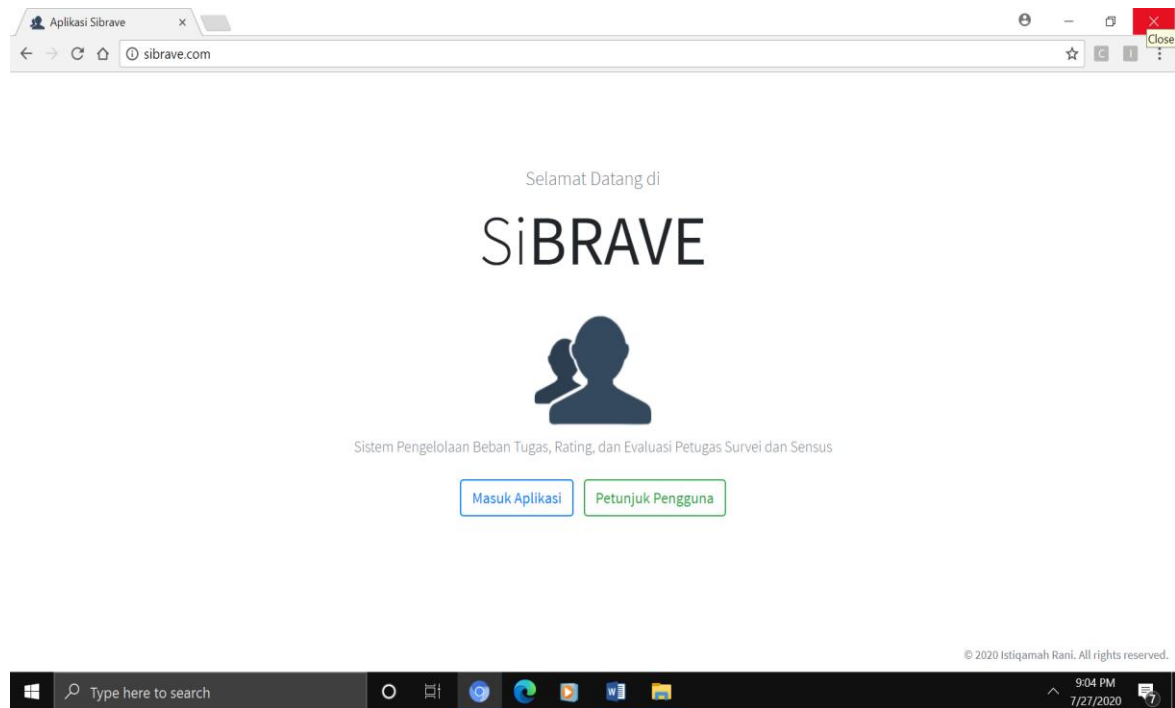 Aplikasi Sibrave
Close
sibrave.com
C
I
Selamat Datang di
SiBRAVE
Sistem Pengelolaan Beban Tugas, Rating, dan Evaluasi Petugas Survei dan Sensus
Masuk Aplikasi
Petunjuk Pengguna
© 2020 Istiqamah Rani. All rights reserved.
Type here to search
9:04 PM
7/27/2020
7